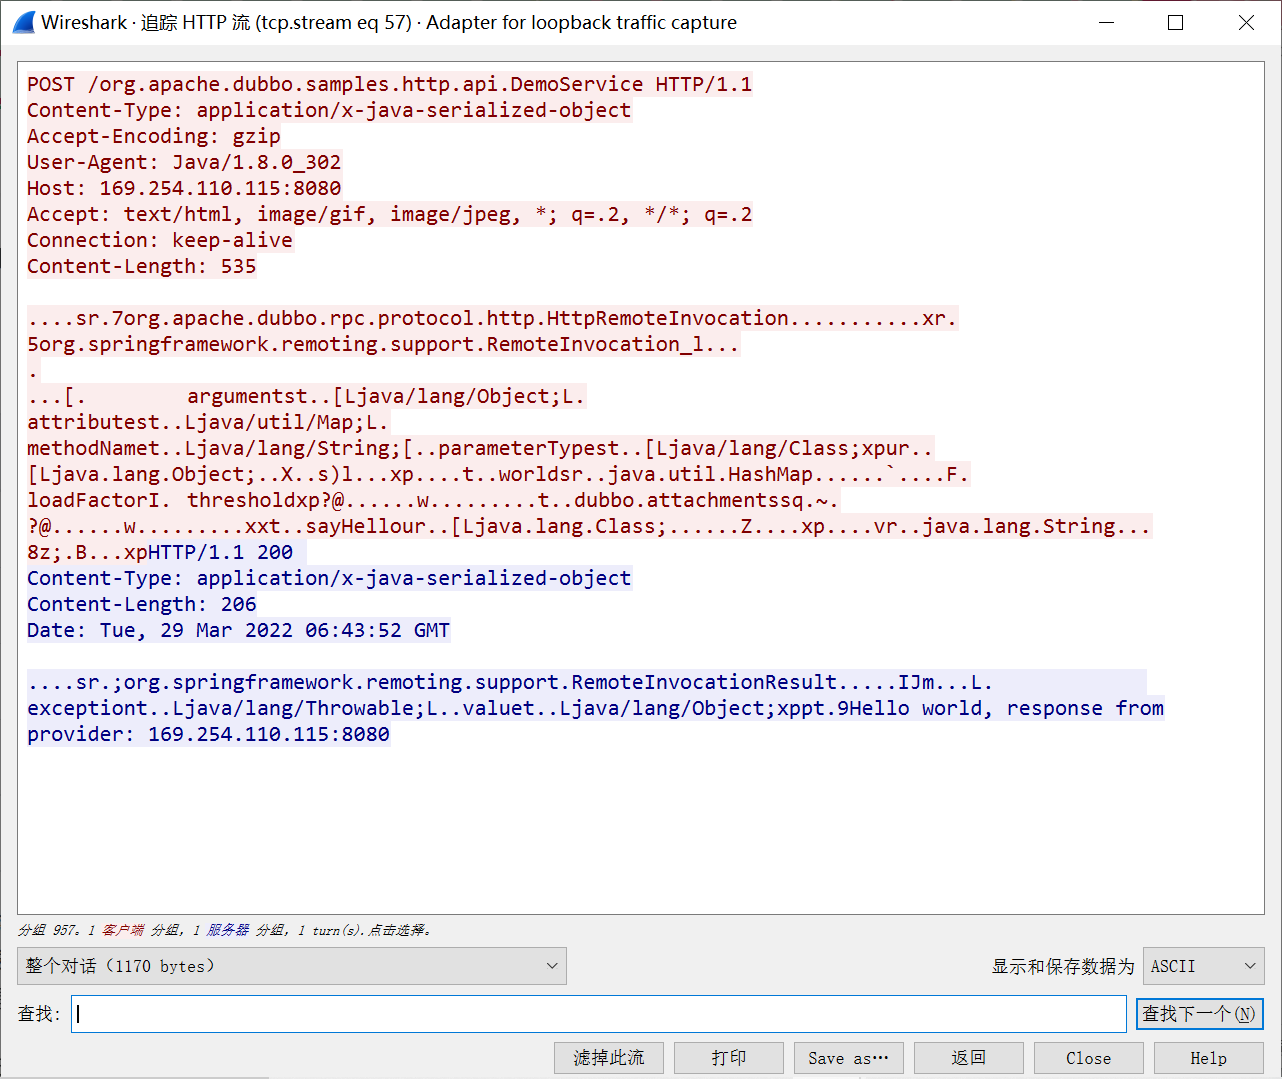 Wireshark · 追踪 HTTP 流 (tcp.stream eq 57) · Adapter for loopback traffic capture
POST /org.apache.dubbo.samples.http.api.DemoService HTTP/1.1
Content-Type: application/x-java-serialized-object
Accept-Encoding: gzip
User-Agent: Java/1.8.0_302
Host: 169.254.110.115:8080
Accept: text/html, image/gif, image/jpeg, *; q=.2, */*; q=.2
Connection: keep-alive
Content-Length: 535
....sr.7org.apache.dubbo.rpc.protocol.http.HttpRemoteInvocation...........xr.
5org.springframework.remoting.support.RemoteInvocation_l...
.
...[.	argumentst..[Ljava/lang/Object;L.
attributest..Ljava/util/Map;L.
methodNamet..Ljava/lang/String;[..parameterTypest..[Ljava/lang/Class;xpur..
[Ljava.lang.Object;..X..s)l...xp....t..worldsr..java.util.HashMap......`....F.
loadFactorI. thresholdxp?@......w.........t..dubbo.attachmentssq.~.
?@......w.........xxt..sayHellour..[Ljava.lang.Class;......Z....xp....vr..java.lang.String...
8z;.B...xpHTTP/1.1 200
Content-Type: application/x-java-serialized-object
Content-Length: 206
Date: Tue, 29 Mar 2022 06:43:52 GMT
....sr.;org.springframework.remoting.support.RemoteInvocationResult.....IJm...L.
exceptiont..Ljava/lang/Throwable;L..valuet..Ljava/lang/Object;xppt.9Hello world, response from
provider: 169.254.110.115:8080
分组 957。1 客户端 分组, 1 服务器 分组, 1 turn(s).点击选择。
整个对话（1170 bytes） 显示和保存数据为 ASCII
查找: 查找下一个(N)
滤掉此流 打印 Save as… 返回 Close Help